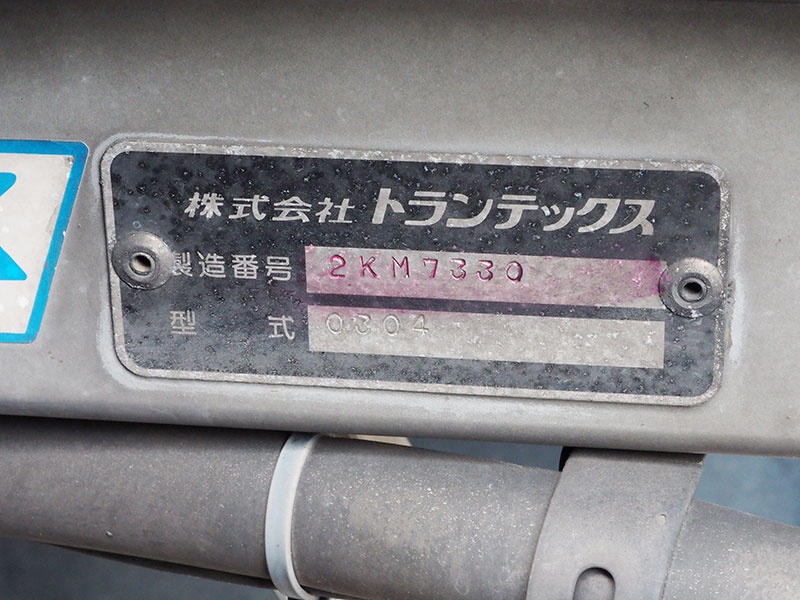 株式会社 トランテックス
製造番号 2KM7330
型式 0304